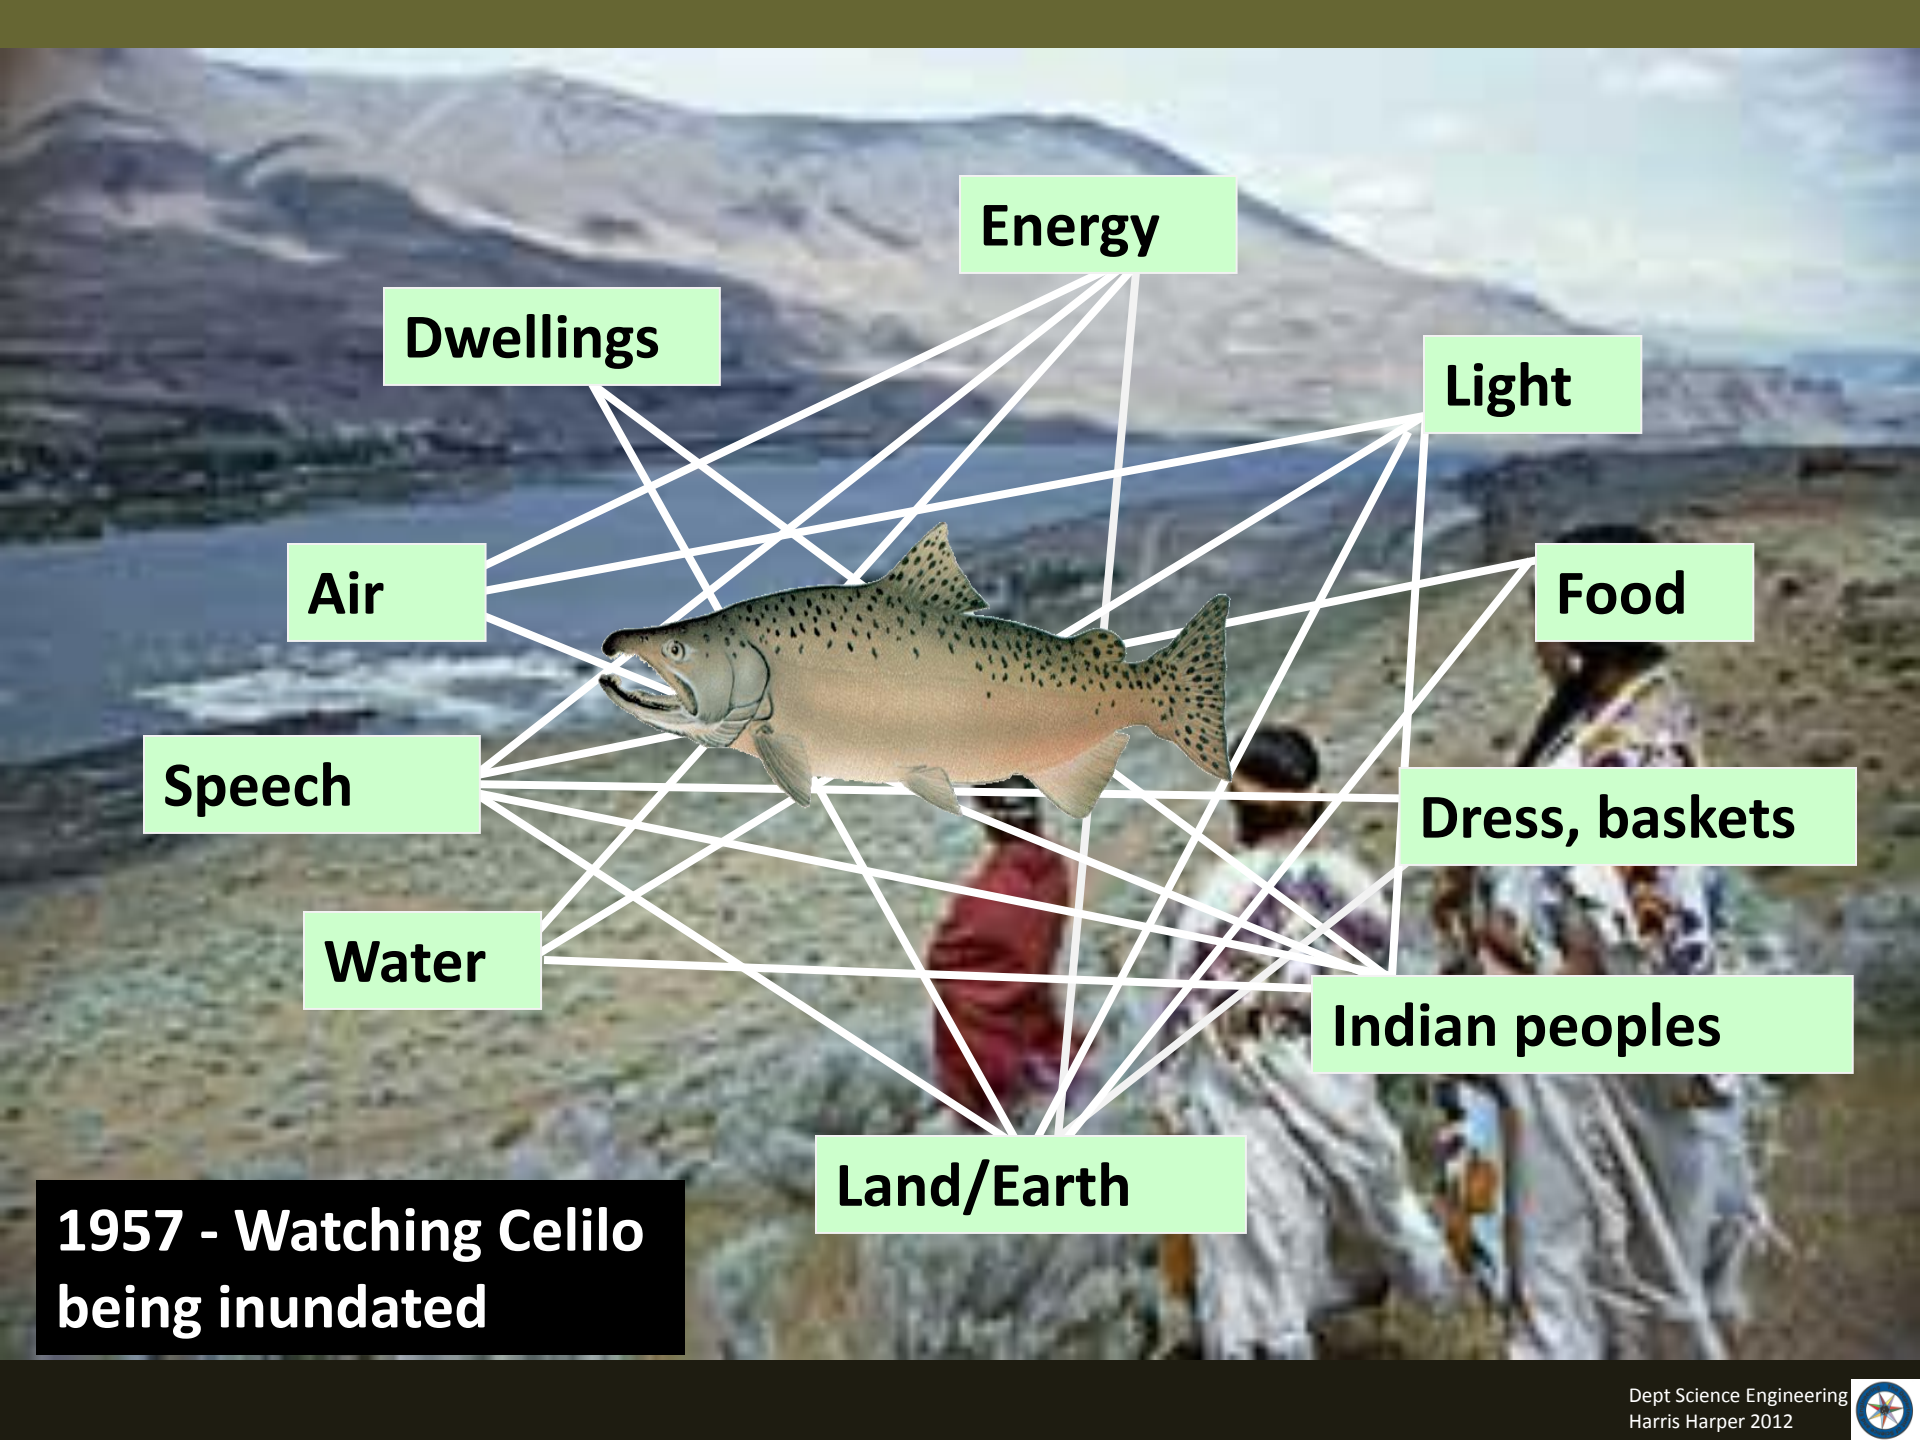 Energy
Dwellings
Light
Air
Food
Speech
Dress, baskets
Water
Indian peoples
Land/Earth
1957 - Watching Celilo
being inundated
Dept Science Engineering
Harris Harper 2012